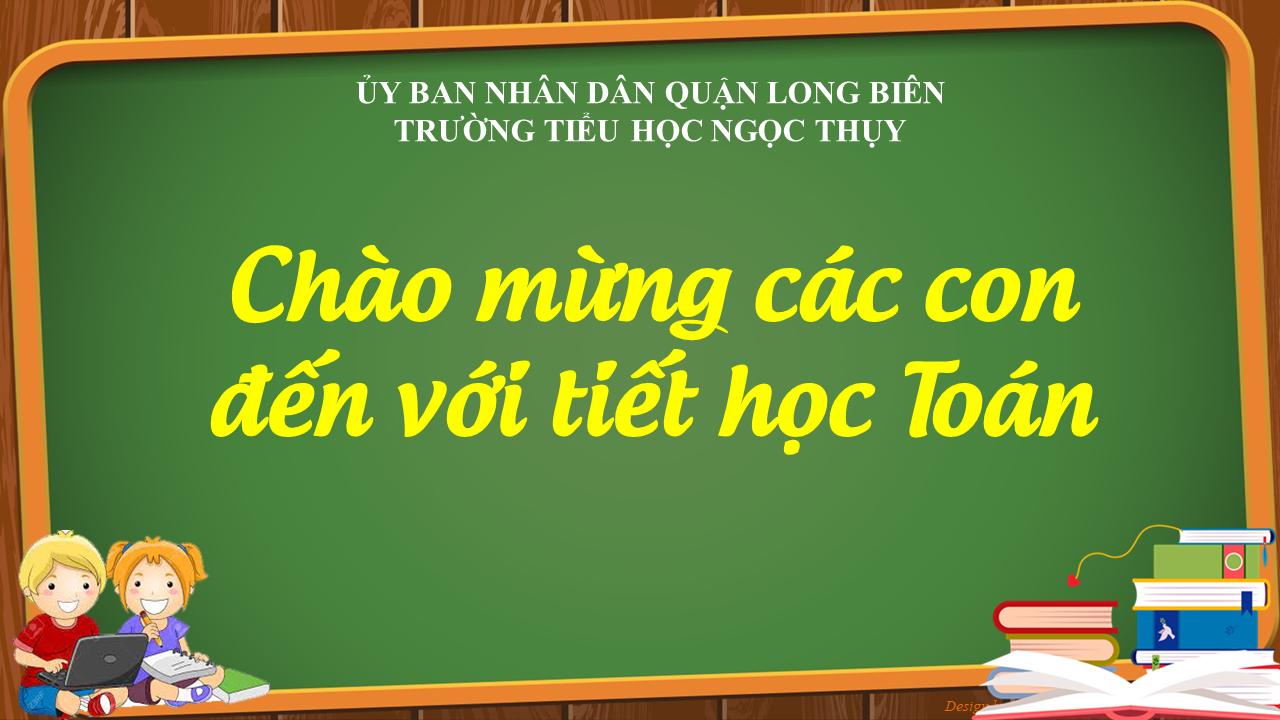 ỦY BAN NHÂN DÂN QUẬN LONG BIÊN
TRƯỜNG TIỂU HỌC NGỌC THỤY
Chào mừng các con
đến với tiết học Toán
Design